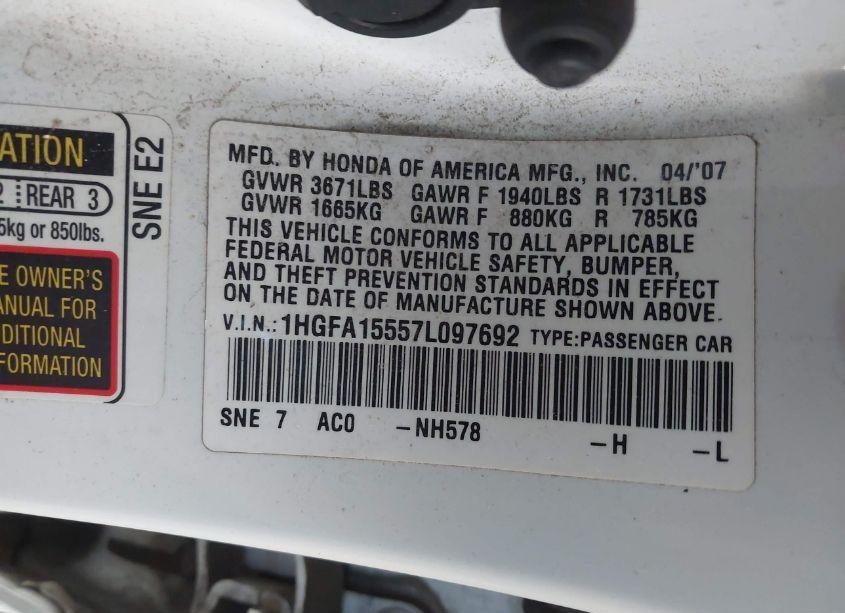 ATION
2 REAR 3
5kg or 850lbs.
E OWNER'S
ANUAL FOR
DITIONAL
FORMATION
SNE E2
MFD. BY HONDA OF AMERICA MFG., INC. 04/'07
GVWR 3671LBS GAWR F 1940LBS R 1731LBS
GVWR 1665KG GAWR F 880KG R 785KG
THIS VEHICLE CONFORMS TO ALL APPLICABLE
FEDERAL MOTOR VEHICLE SAFETY, BUMPER,
AND THEFT PREVENTION STANDARDS IN EFFECT
ON THE DATE OF MANUFACTURE SHOWN ABOVE.
V.I.N.: 1HGFA15557L097692 TYPE:PASSENGER CAR
SNE 7 AC0 -NH578 -H -L